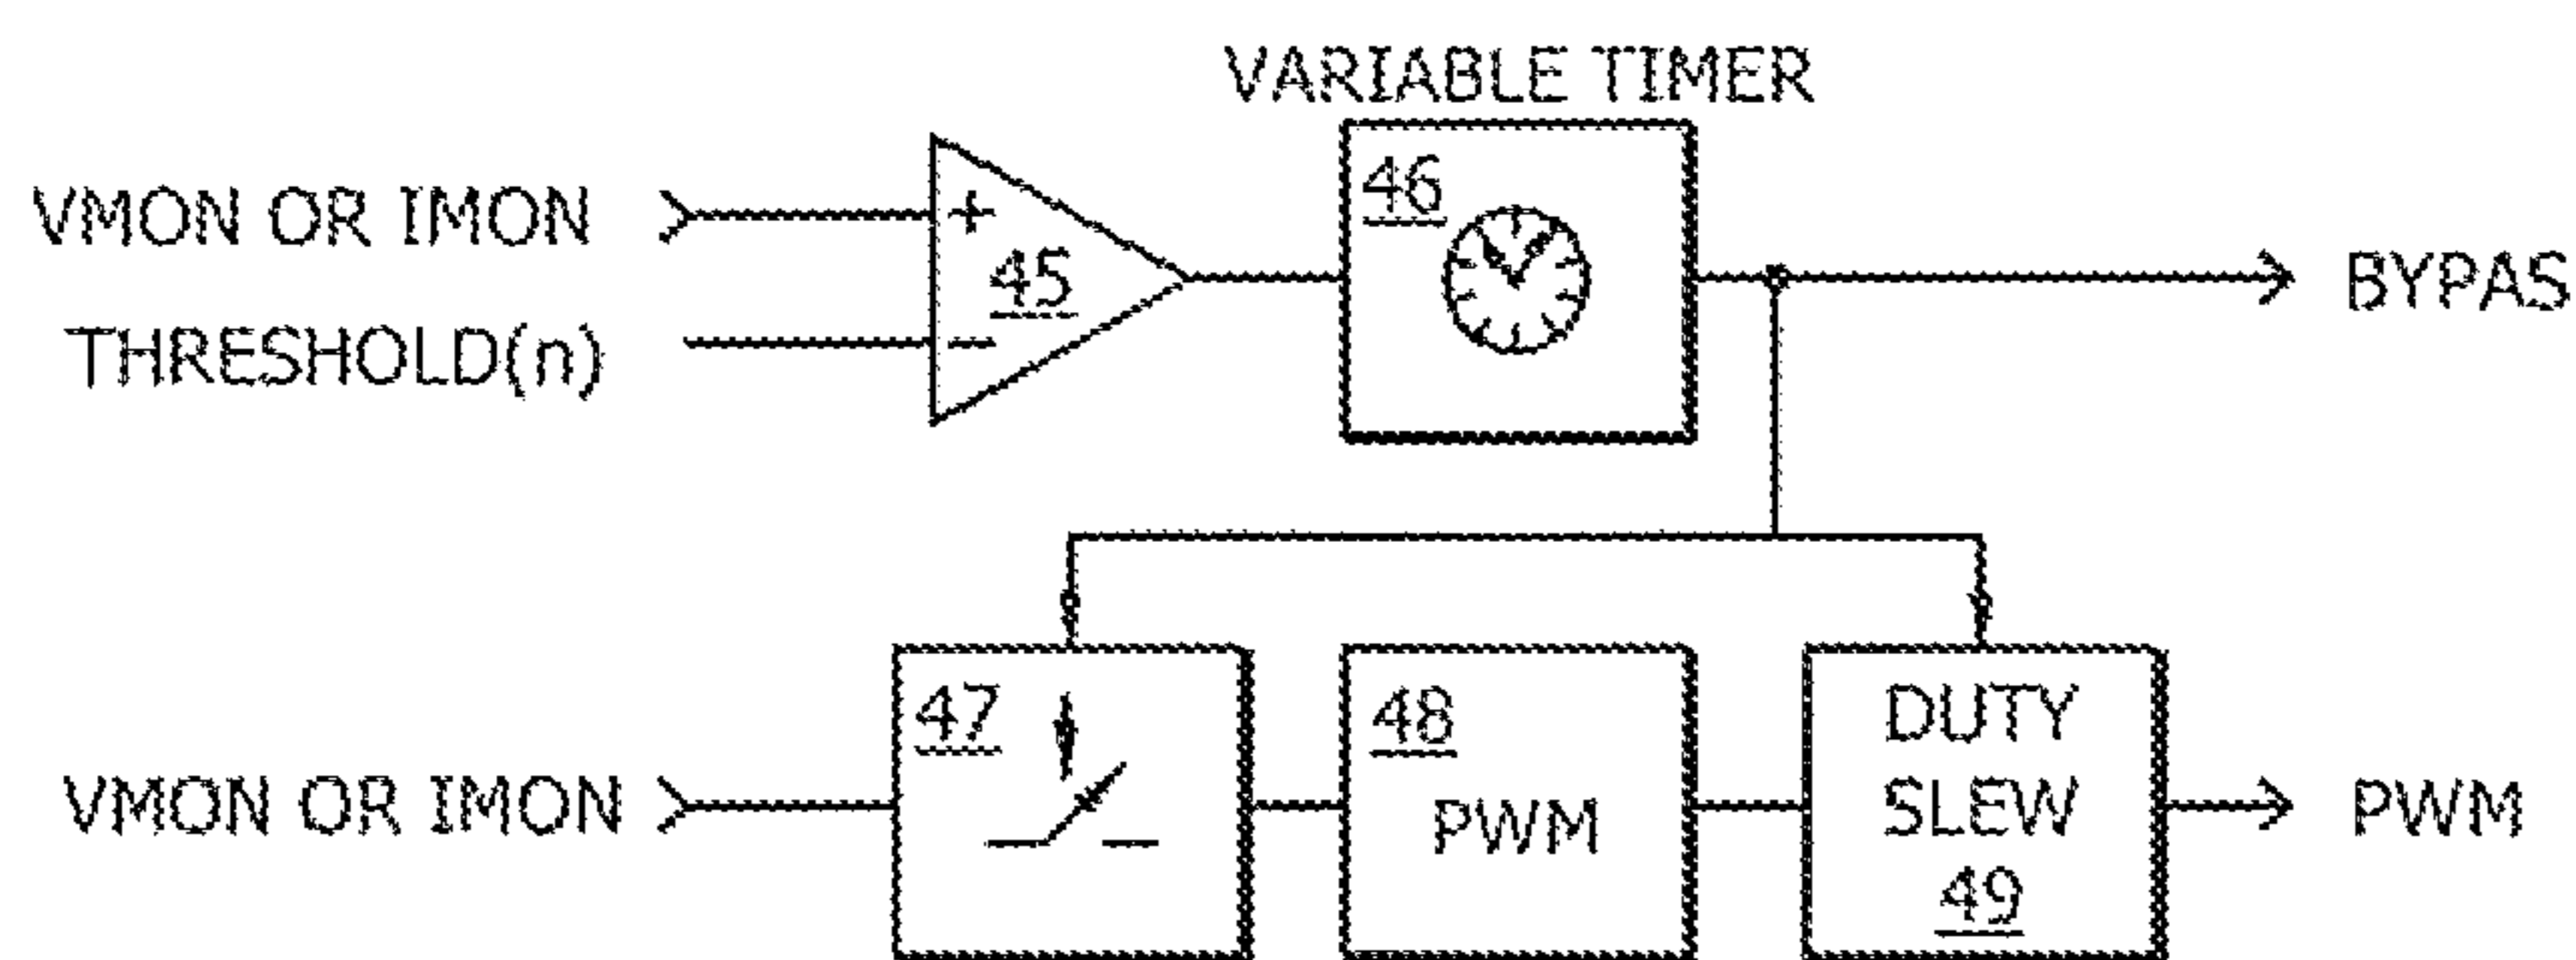 VARIABLE TIMER
VMON OR IMON
+
45
46
THRESHOLD(n)
−
BYPAS
VMON OR IMON
47
48
PWM
DUTY
SLEW
49
PWM